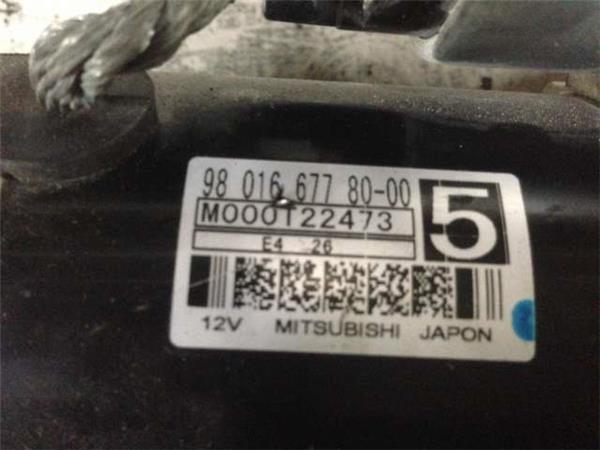 98 016 677 80-00
M000T22473
5
E4 26
12V MITSUBISHI JAPON